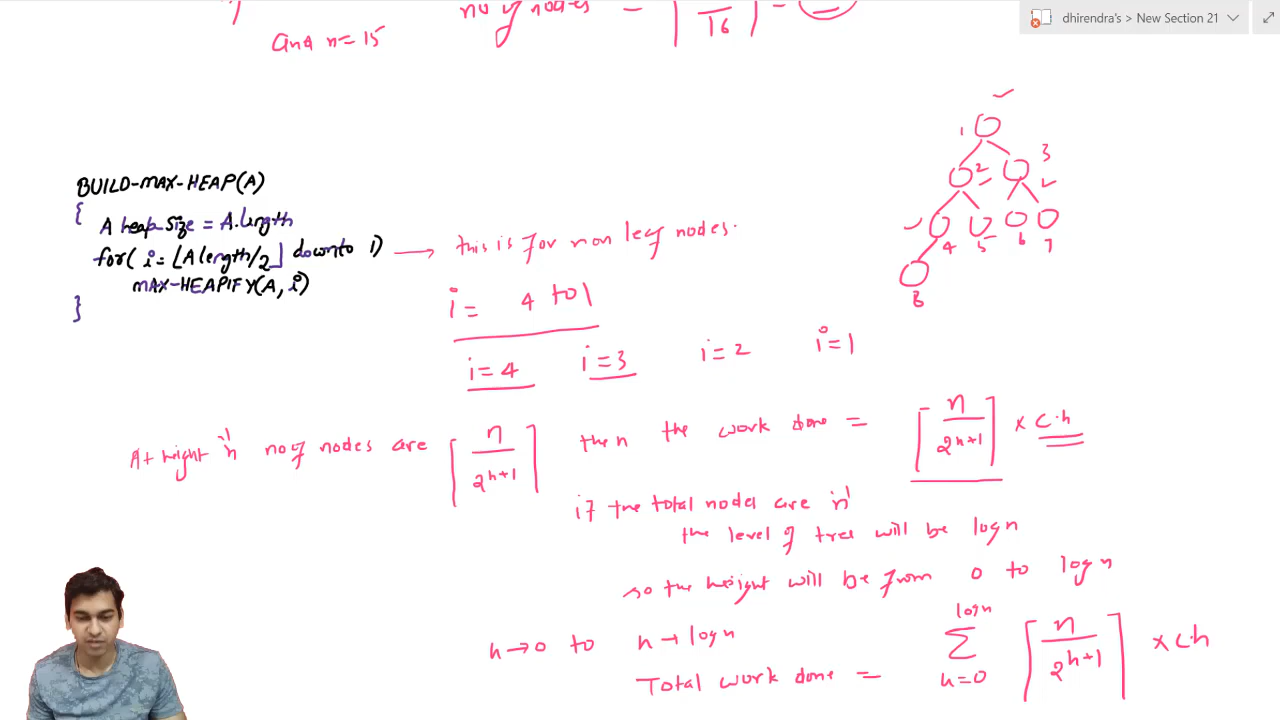 dhirendra's > New Section 21
no of nodes = ⌈ /16 ⌉ =
and n=15
BUILD-MAX-HEAP(A)
{
A heap size = A.length
for( i= ⌊A length/2⌋ downto 1) → this is for non leaf nodes.
MAX-HEAPIFY(A, i)
}
1
2 3
4 5 6 7
8
i= 4 to 1
i=4 i=3 i=2 i=1
At height 'h' no of nodes are ⌈n/2^(h+1)⌉ then the work done = ⌈n/2^(h+1)⌉ × c.h
if the total nodes are 'n'
the level of tree will be log n
so the height will be from 0 to log n
h→0 to h→log n
Total work done = Σ_{h=0}^{log n} ⌈n/2^(h+1)⌉ × c.h